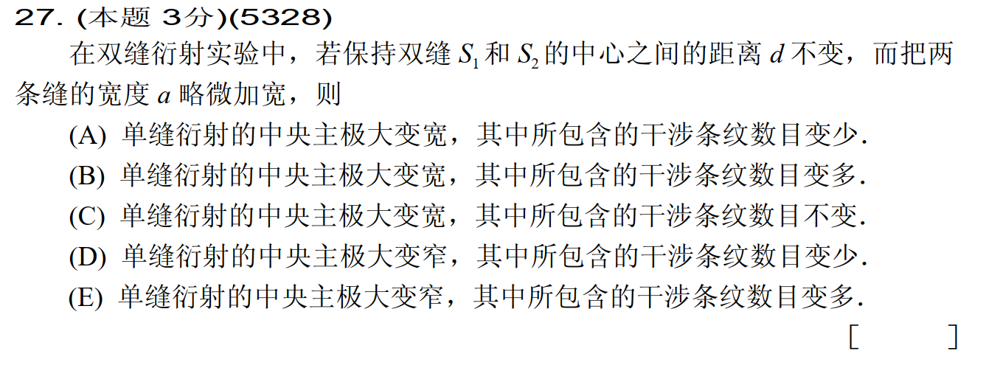 27. (本题 3分)(5328)
在双缝衍射实验中，若保持双缝 S₁和 S₂的中心之间的距离 d 不变，而把两
条缝的宽度 a 略微加宽，则
(A) 单缝衍射的中央主极大变宽，其中所包含的干涉条纹数目变少．
(B) 单缝衍射的中央主极大变宽，其中所包含的干涉条纹数目变多．
(C) 单缝衍射的中央主极大变宽，其中所包含的干涉条纹数目不变．
(D) 单缝衍射的中央主极大变窄，其中所包含的干涉条纹数目变少．
(E) 单缝衍射的中央主极大变窄，其中所包含的干涉条纹数目变多．
[ ]